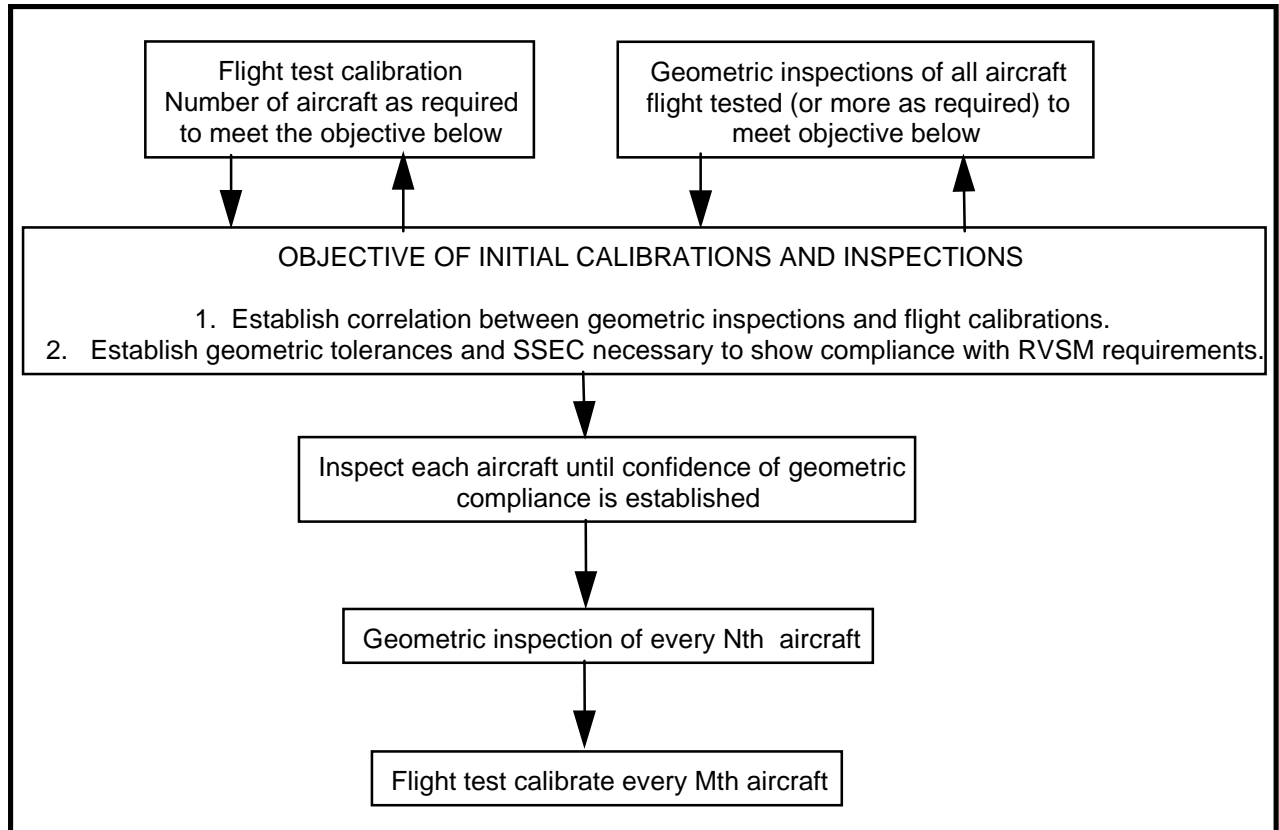 Flight test calibration
Number of aircraft as required
to meet the objective below
Geometric inspections of all aircraft
flight tested (or more as required) to
meet objective below
OBJECTIVE OF INITIAL CALIBRATIONS AND INSPECTIONS
1. Establish correlation between geometric inspections and flight calibrations.
2. Establish geometric tolerances and SSEC necessary to show compliance with RVSM requirements.
Inspect each aircraft until confidence of geometric
compliance is established
Geometric inspection of every Nth aircraft
Flight test calibrate every Mth aircraft